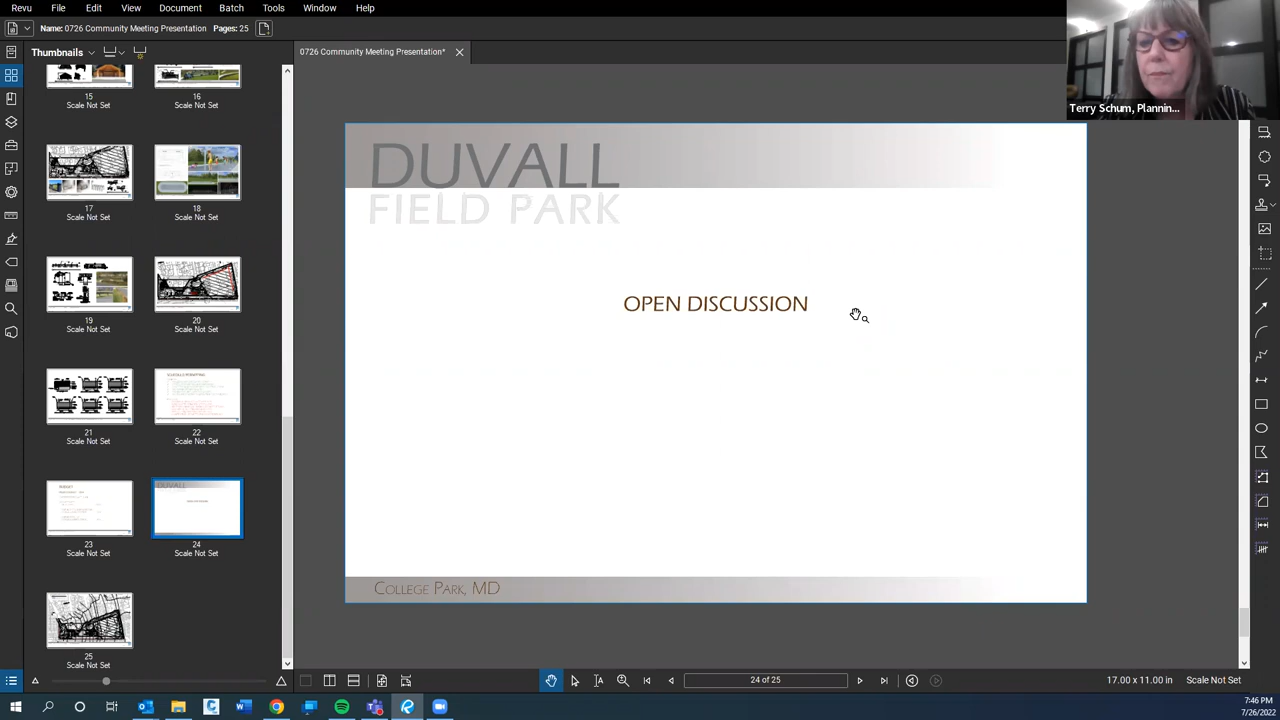 Revu File Edit View Document Batch Tools Window Help
Name: 0726 Community Meeting Presentation Pages: 25
Thumbnails
0726 Community Meeting Presentation*
Terry Schum, Plannin...
15 16
Scale Not Set Scale Not Set
17 18
Scale Not Set Scale Not Set
19 20
Scale Not Set Scale Not Set
21 22
Scale Not Set Scale Not Set
23 24
Scale Not Set Scale Not Set
25
Scale Not Set
DUVALL
FIELD PARK
OPEN DISCUSSION
COLLEGE PARK, MD
24 of 25
17.00 x 11.00 in Scale Not Set
7:46 PM
7/26/2022